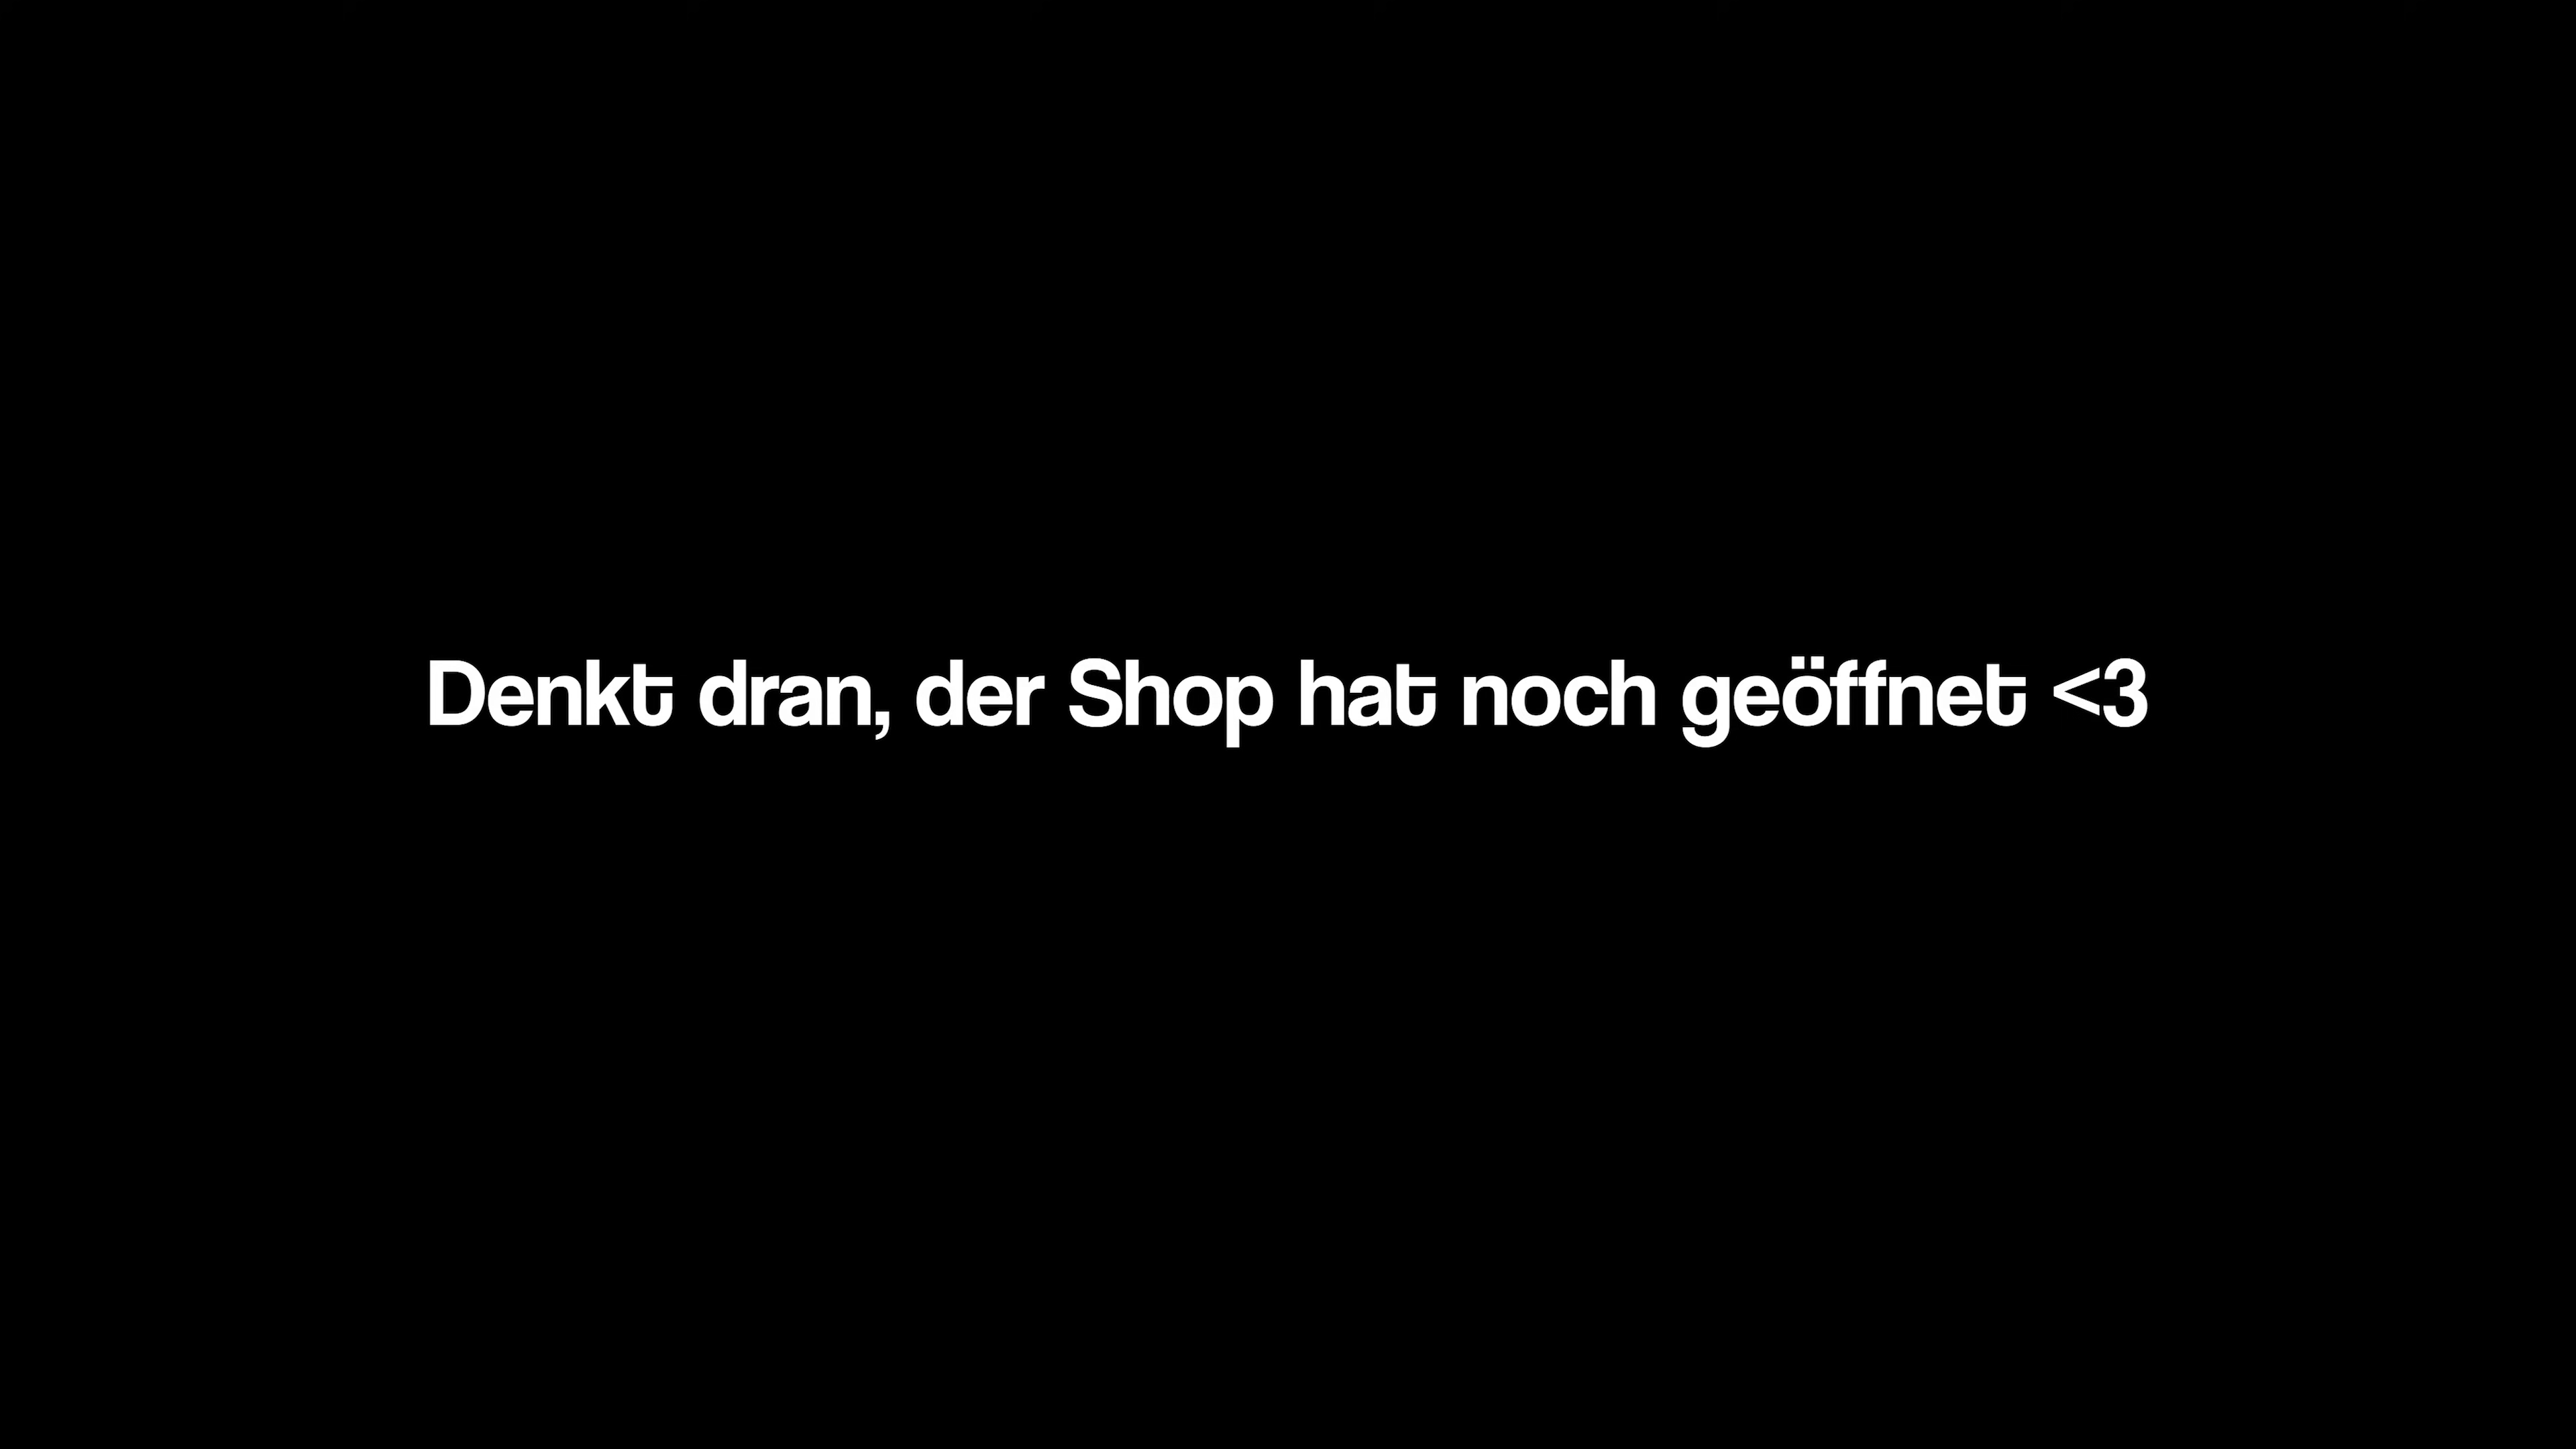 Denkt dran, der Shop hat noch geöffnet <3